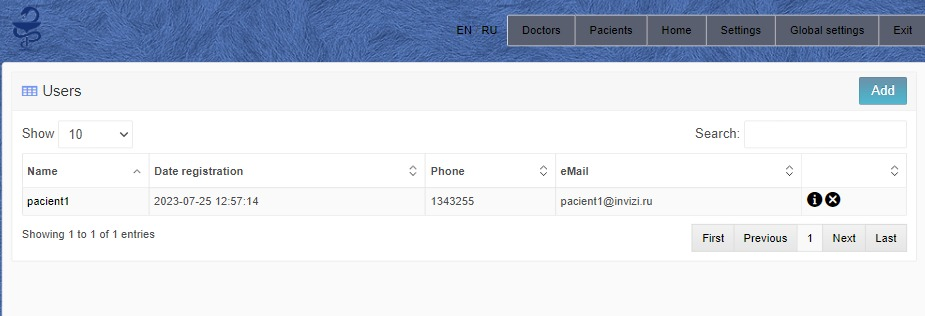 EN RU Doctors Pacients Home Settings Global settings Exit
Users Add
Show 10 Search:
Name Date registration Phone eMail
pacient1 2023-07-25 12:57:14 1343255 pacient1@invizi.ru
Showing 1 to 1 of 1 entries
First Previous 1 Next Last